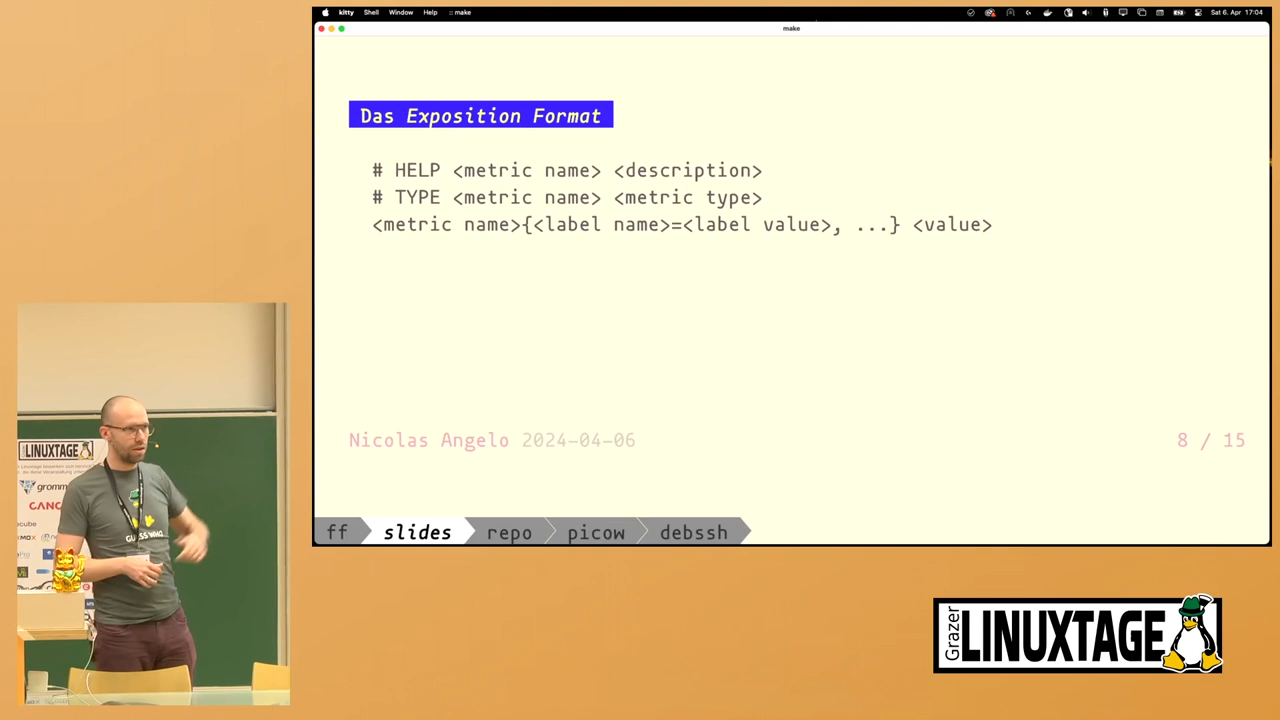 kitty Shell Window Help make
Sat 6. Apr 17:04
make
Das Exposition Format
# HELP <metric name> <description>
# TYPE <metric name> <metric type>
<metric name>{<label name>=<label value>, ...} <value>
Nicolas Angelo 2024-04-06
8 / 15
ff slides repo picow debssh
LINUXTAGE
GUESS WHO
Grazer LINUXTAGE